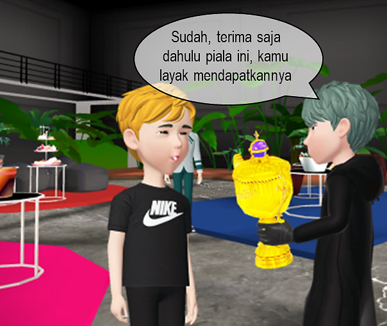 Sudah, terima saja
dahulu piala ini, kamu
layak mendapatkannya
NIKE